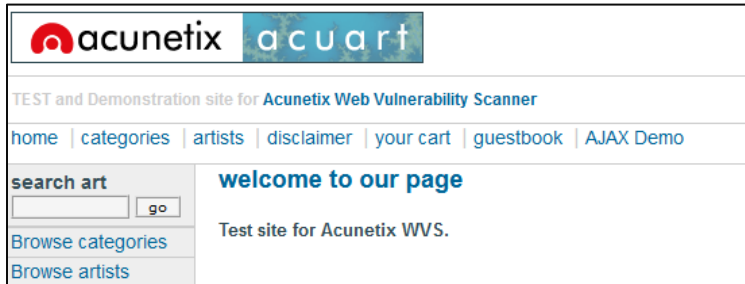 acunetix acuart
TEST and Demonstration site for Acunetix Web Vulnerability Scanner
home | categories | artists | disclaimer | your cart | guestbook | AJAX Demo
search art
go
Browse categories
Browse artists
welcome to our page
Test site for Acunetix WVS.